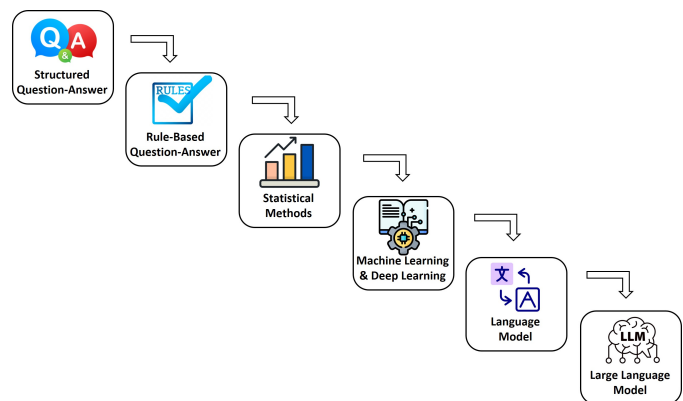 Q & A
Structured
Question-Answer
RULES
Rule-Based
Question-Answer
Statistical
Methods
Machine Learning
& Deep Learning
文
A
Language
Model
LLM
Large Language
Model